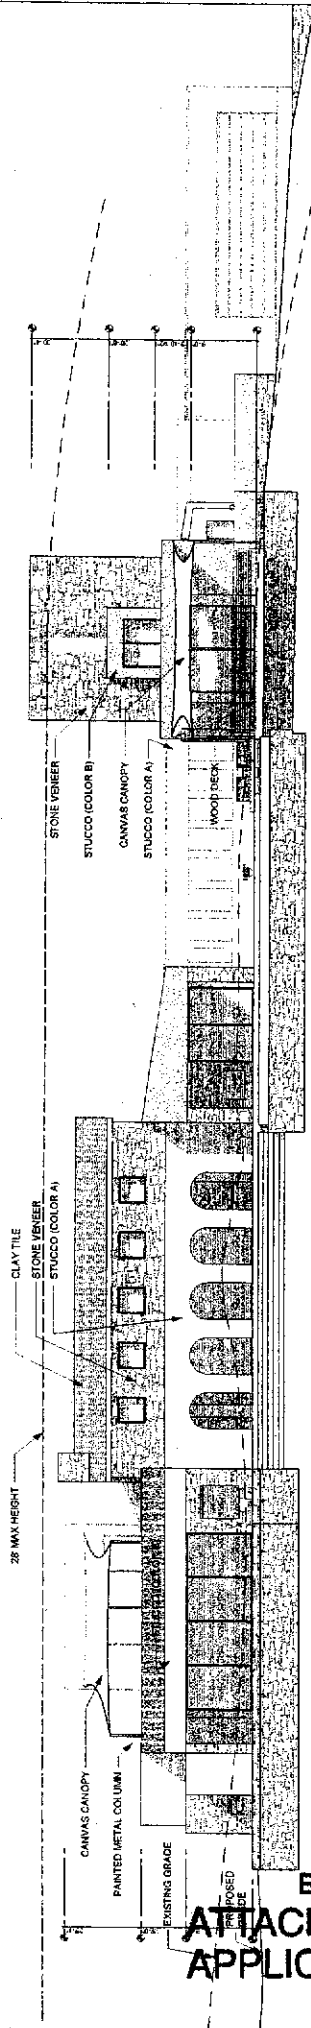 28' MAX HEIGHT
CLAY TILE
STONE VENEER
STUCCO (COLOR A)
STONE VENEER
STUCCO (COLOR B)
CANVAS CANOPY
STUCCO (COLOR A)
WOOD DECK
CANVAS CANOPY
PAINTED METAL COLUMN
EXISTING GRADE
PROPOSED
ATTAC
APPLIC